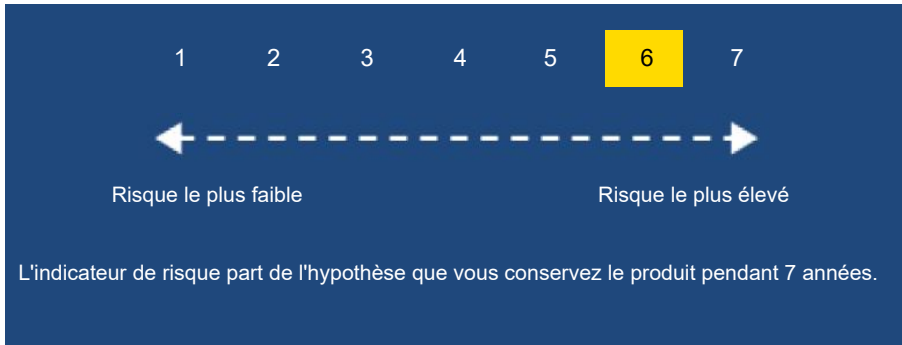 1 2 3 4 5 6 7
Risque le plus faible Risque le plus élevé
L'indicateur de risque part de l'hypothèse que vous conservez le produit pendant 7 années.